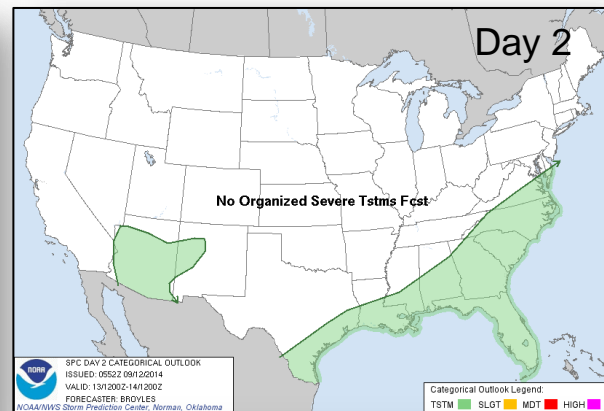 Day 2
No Organized Severe Tstms Fcst
NOAA
SPC DAY 2 CATEGORICAL OUTLOOK
ISSUED: 0552Z 09/12/2014
VALID: 13/1200Z-14/1200Z
FORECASTER: BROYLES
NOAA/NWS Storm Prediction Center, Norman, Oklahoma
Categorical Outlook Legend:
TSTM SLGT MDT HIGH